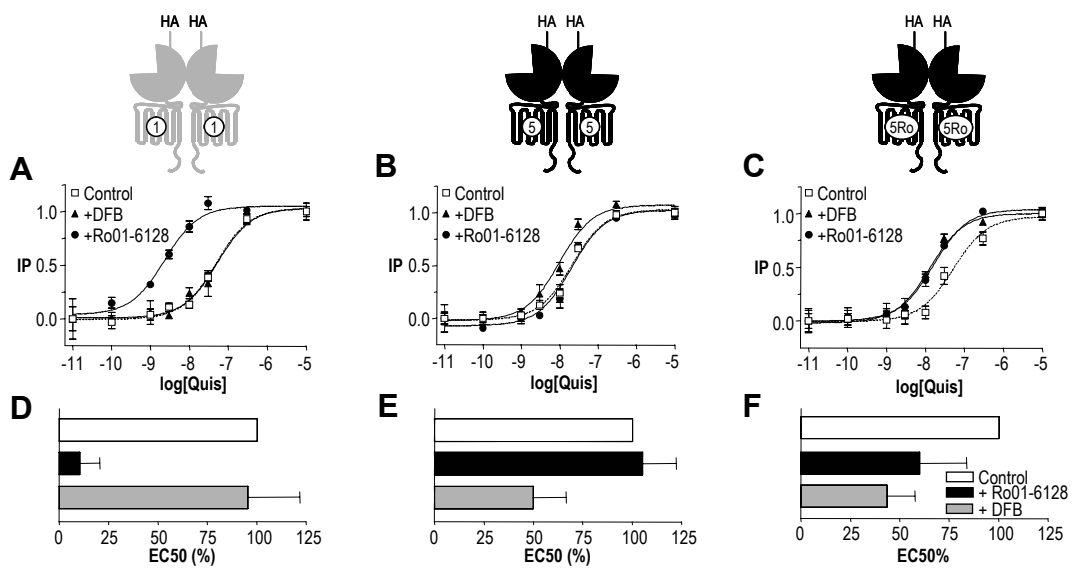 HA HA
HA HA
HA HA
1 1
5 5
5Ro 5Ro
A
Control
+DFB
+Ro01-6128
1.0
IP
0.5
0.0
-11 -10 -9 -8 -7 -6 -5
log[Quis]
B
Control
+DFB
+Ro01-6128
1.0
IP
0.5
0.0
-11 -10 -9 -8 -7 -6 -5
log[Quis]
C
Control
+DFB
+Ro01-6128
1.0
IP
0.5
0.0
-11 -10 -9 -8 -7 -6 -5
log[Quis]
D
0 25 50 75 100 125
EC50 (%)
E
0 25 50 75 100 125
EC50 (%)
F
Control
+ Ro01-6128
+ DFB
0 25 50 75 100 125
EC50%